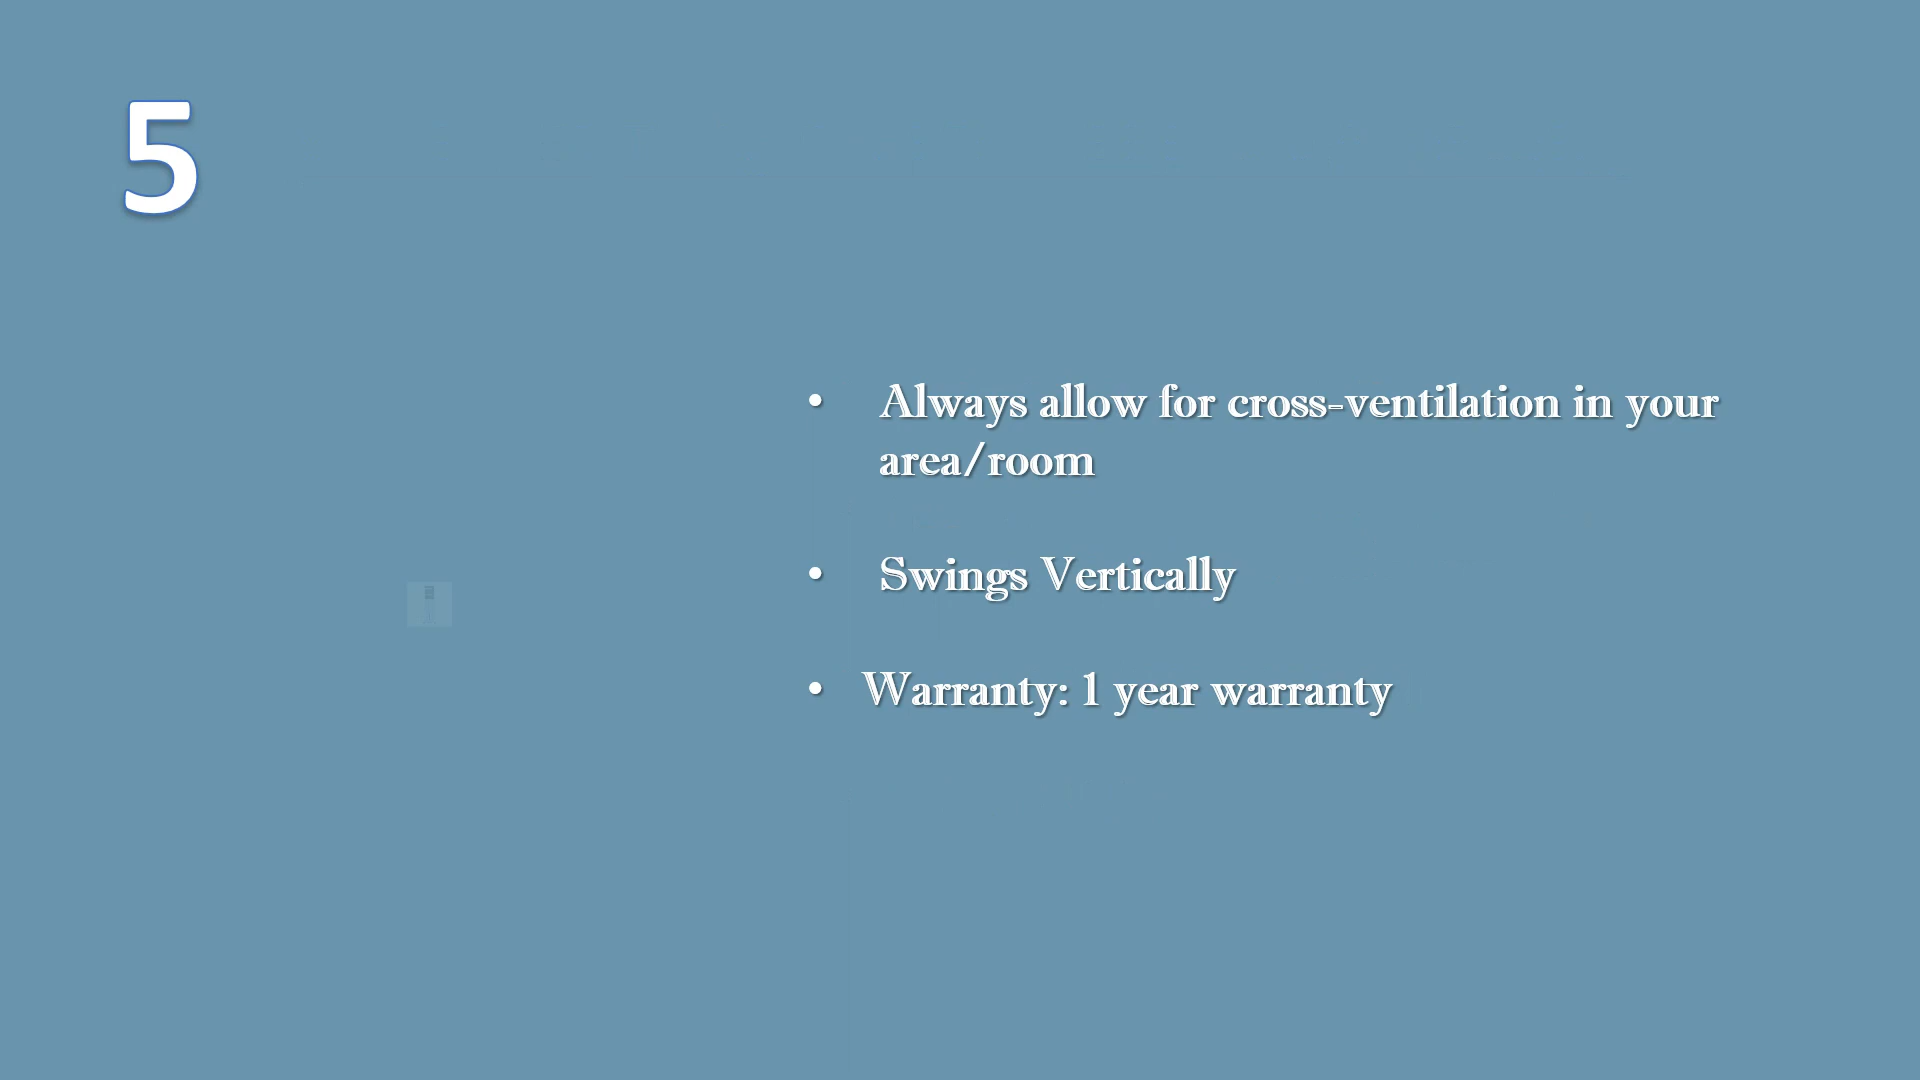 5
• Always allow for cross-ventilation in your
area/room
• Swings Vertically
• Warranty: 1 year warranty